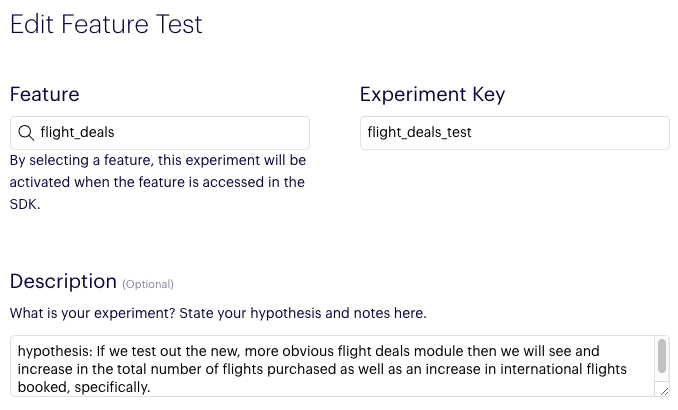 Edit Feature Test
Feature
Experiment Key
flight_deals
flight_deals_test
By selecting a feature, this experiment will be
activated when the feature is accessed in the
SDK.
Description (Optional)
What is your experiment? State your hypothesis and notes here.
hypothesis: If we test out the new, more obvious flight deals module then we will see and
increase in the total number of flights purchased as well as an increase in international flights
booked, specifically.